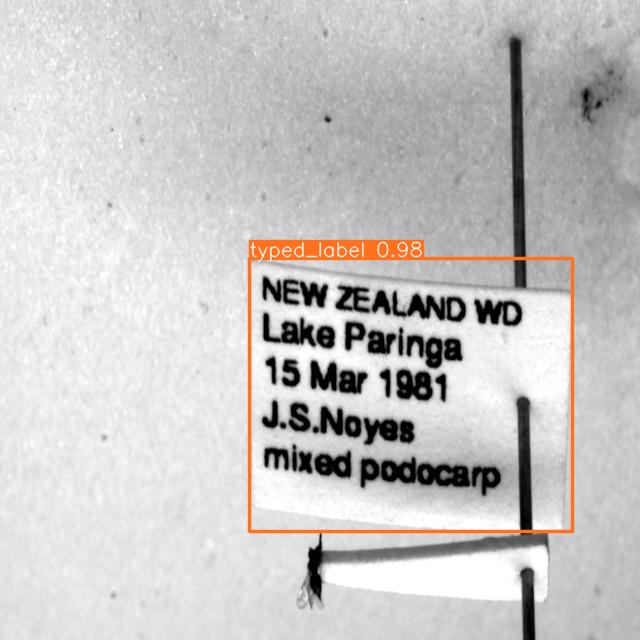 typed_label 0.98
NEW ZEALAND WD
Lake Paringa
15 Mar 1981
J.S.Noyes
mixed podocarp